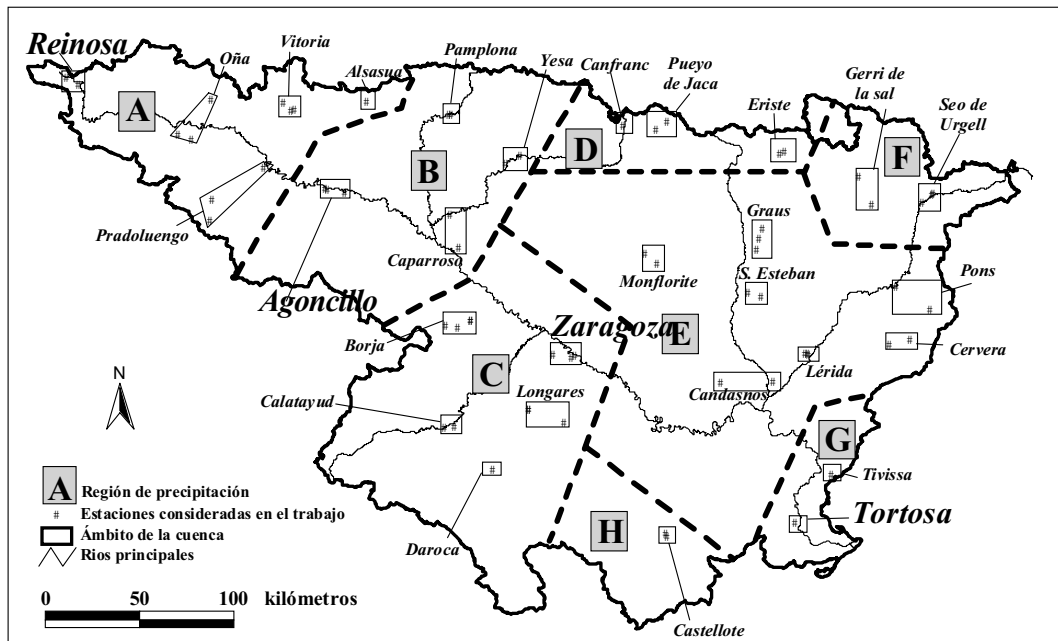 Reinosa
Oña
Vitoria
Alsasua
Pamplona
Yesa
Canfranc
Pueyo
de Jaca
Eriste
Gerri de
la sal
Seo de
Urgell
A
B
D
F
Pradoluengo
Agoncillo
Caparroso
Graus
Monflorite
S. Esteban
Pons
Borja
Zaragoza
E
Cervera
C
Lérida
Candasnos
Longares
Calatayud
N
G
Tivissa
Tortosa
Daroca
H
Castellote
A Región de precipitación
# Estaciones consideradas en el trabajo
Ámbito de la cuenca
Rios principales
0 50 100 kilómetros